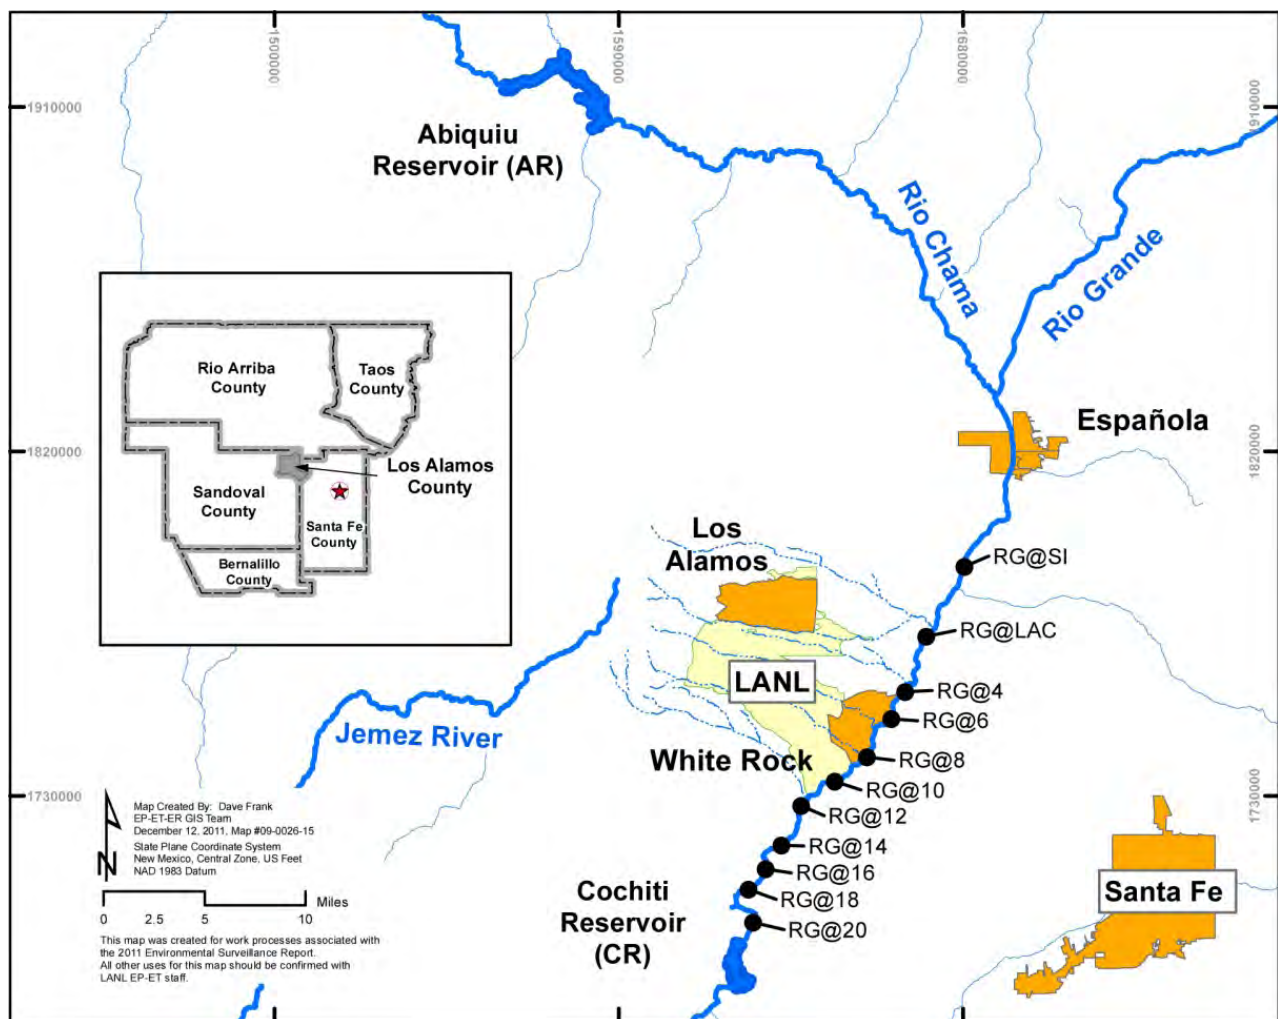 1500000
1590000
1680000
1910000
1910000
Abiquiu
Reservoir (AR)
Rio Chama
Rio Grande
Rio Arriba
County
Taos
County
Los Alamos
County
Sandoval
County
Santa Fe
County
Bernalillo
County
Española
1820000
1820000
Los
Alamos
RG@SI
RG@LAC
LANL
RG@4
RG@6
Jemez River
White Rock
RG@8
RG@10
1730000
1730000
RG@12
RG@14
RG@16
RG@18
RG@20
Cochiti
Reservoir
(CR)
Santa Fe
N
Map Created By: Dave Frank
EP-ET-ER GIS Team
December 12, 2011, Map #09-0026-15
State Plane Coordinate System
New Mexico, Central Zone, US Feet
NAD 1983 Datum
Miles
0 2.5 5 10
This map was created for work processes associated with
the 2011 Environmental Surveillance Report.
All other uses for this map should be confirmed with
LANL EP-ET staff.